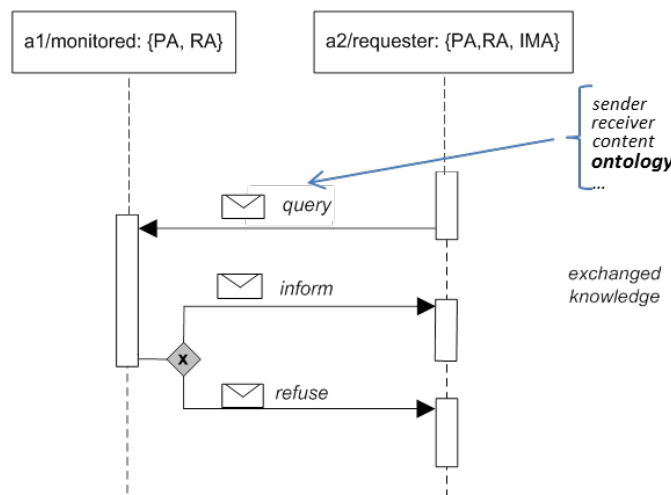 a1/monitored: {PA, RA}
a2/requester: {PA,RA, IMA}
sender
receiver
content
ontology
...
query
inform
exchanged
knowledge
x
refuse